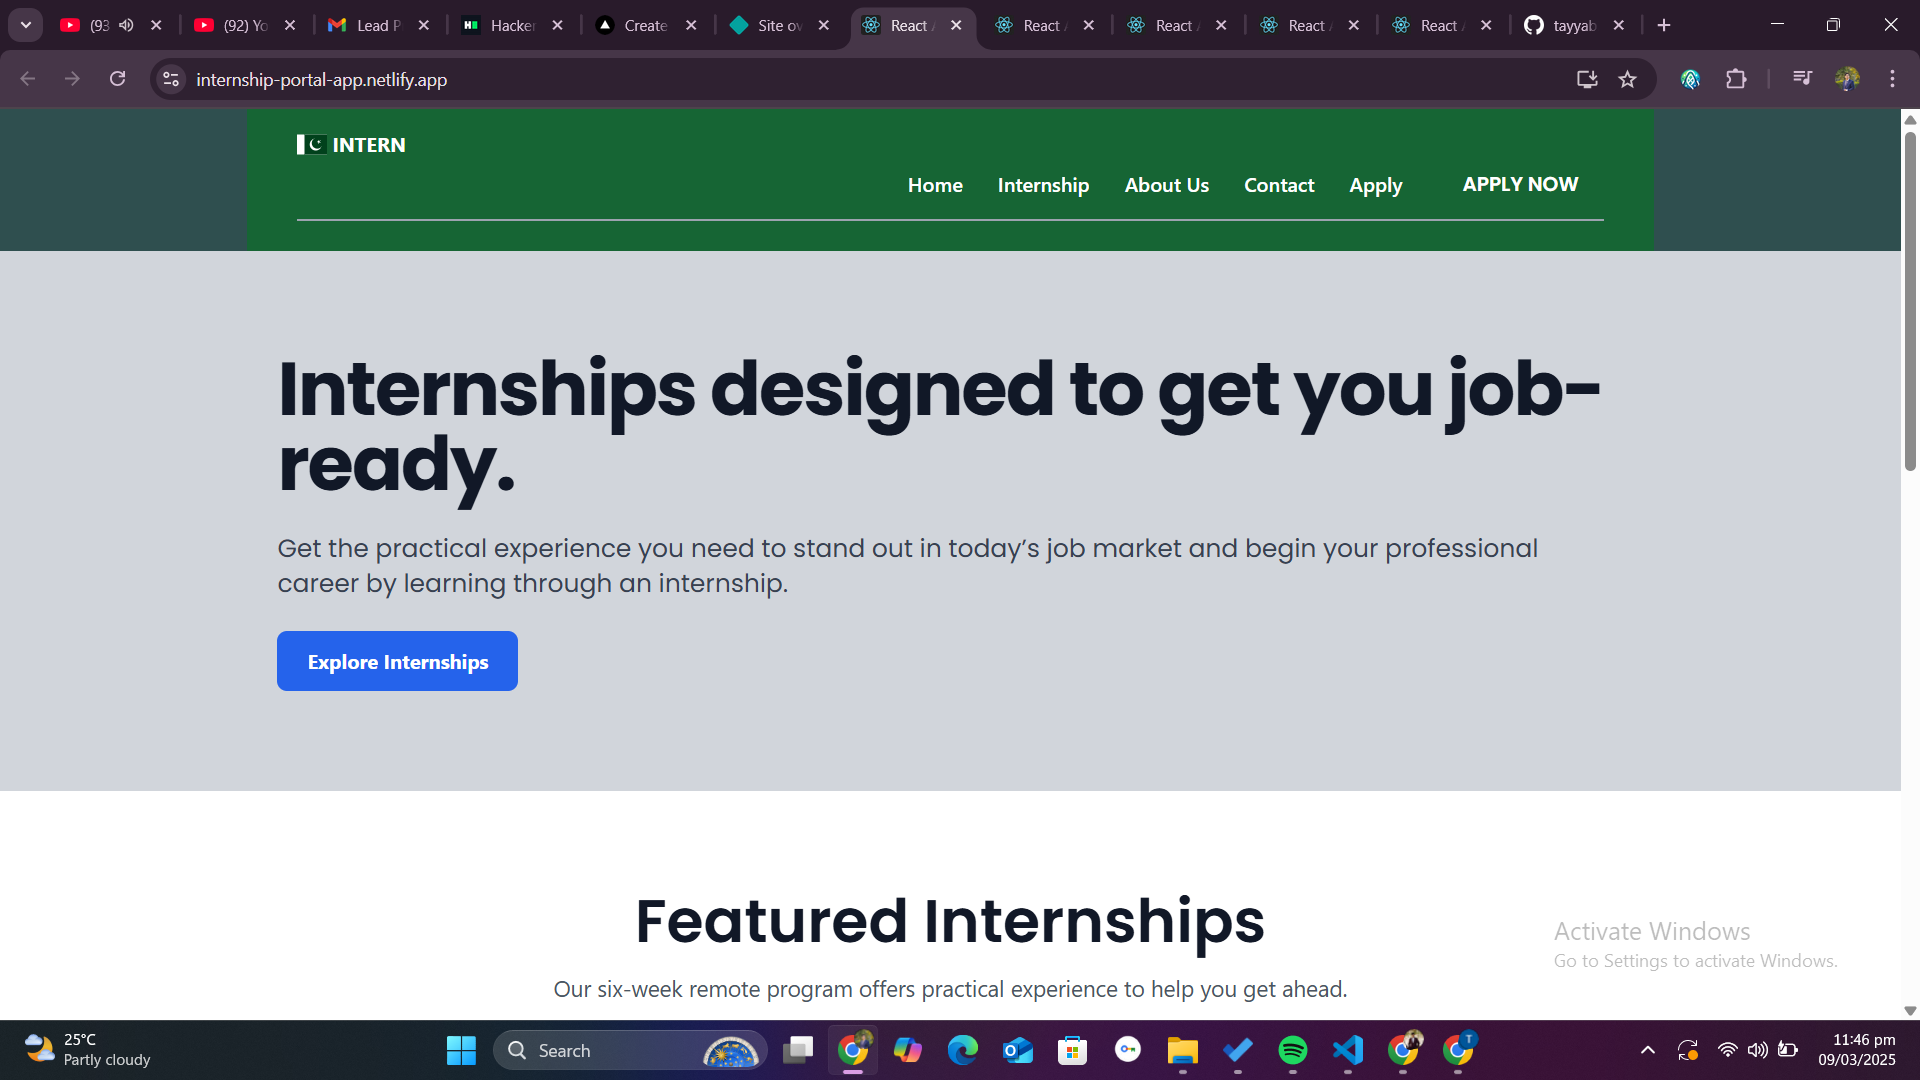 (93
(92) Yo
Lead P
Hacker
Create
Site ov
React A
React A
React A
React A
React A
tayyab
internship-portal-app.netlify.app
INTERN
Home Internship About Us Contact Apply APPLY NOW
Internships designed to get you job-
ready.
Get the practical experience you need to stand out in today’s job market and begin your professional
career by learning through an internship.
Explore Internships
Featured Internships
Our six-week remote program offers practical experience to help you get ahead.
Activate Windows
Go to Settings to activate Windows.
25°C
Partly cloudy
Search
T
11:46 pm
09/03/2025